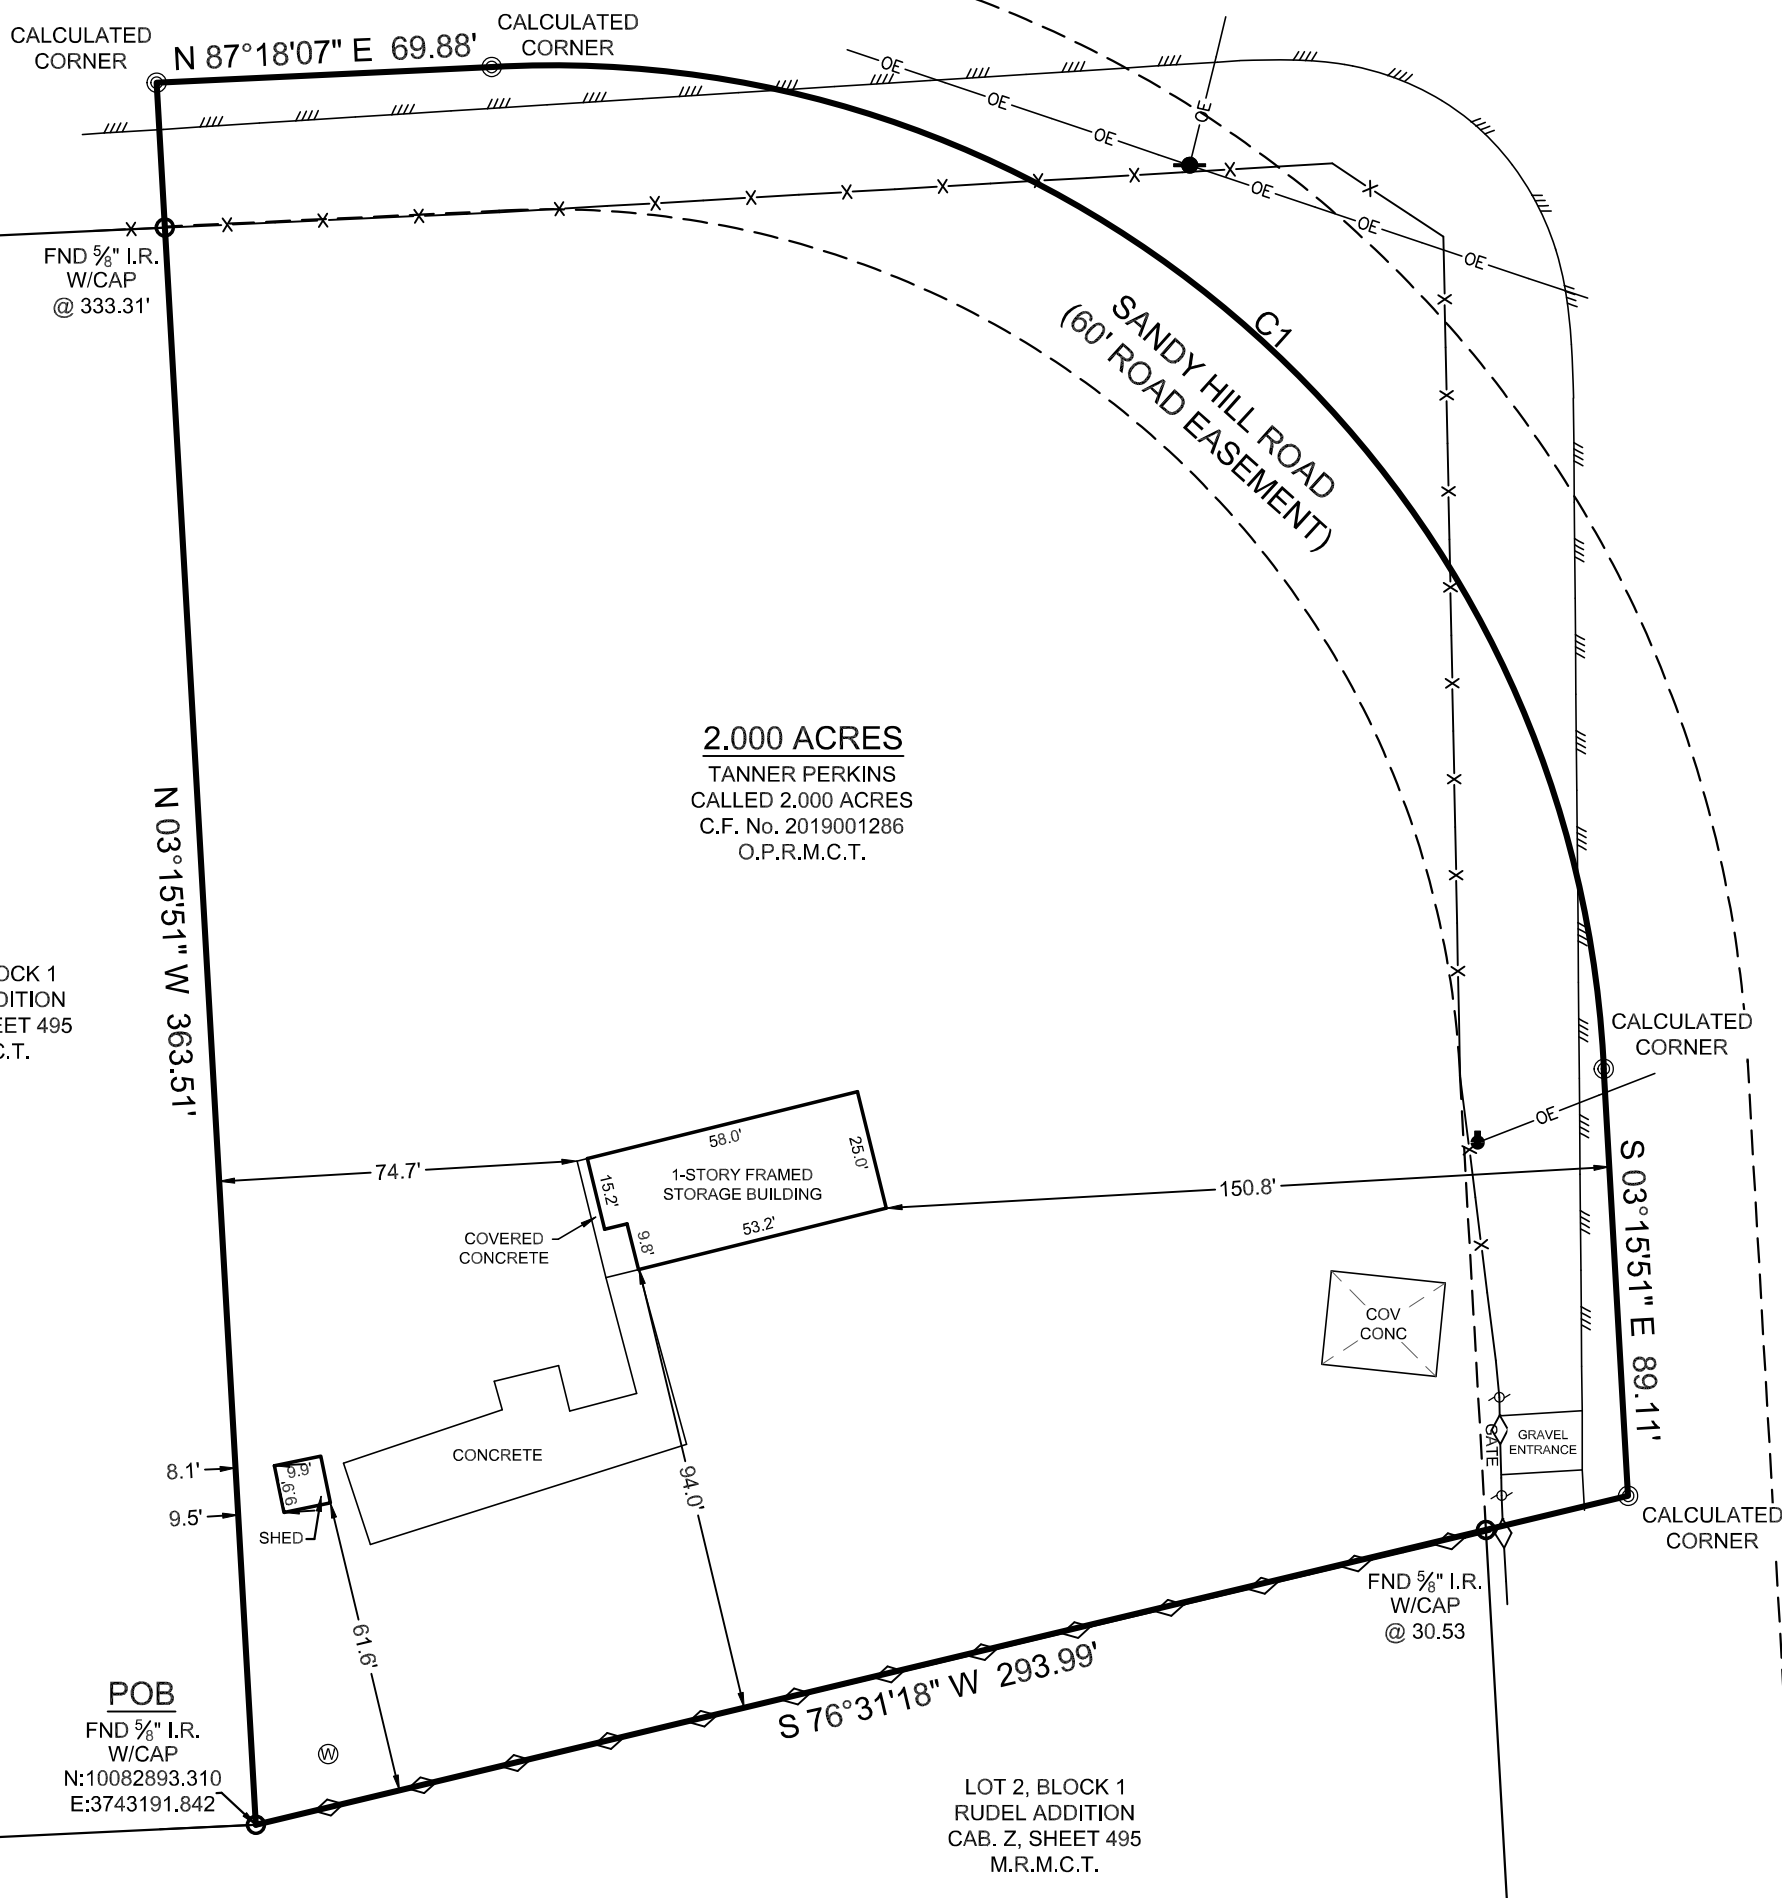 CALCULATED
CORNER
N 87°18'07" E 69.88'
CALCULATED
CORNER
OE
OE
OE
OE
OE
OE
OE
FND ⅝" I.R.
W/CAP
@ 333.31'
C1
SANDY HILL ROAD
(60' ROAD EASEMENT)
2.000 ACRES
TANNER PERKINS
CALLED 2.000 ACRES
C.F. No. 2019001286
O.P.R.M.C.T.
N 03°15'51" W 363.51'
OCK 1
DITION
EET 495
C.T.
CALCULATED
CORNER
OE
S 03°15'51" E 89.11'
58.0'
25.0'
1-STORY FRAMED
STORAGE BUILDING
15.2'
53.2'
9.8'
74.7'
150.8'
COVERED
CONCRETE
COV
CONC
CONCRETE
GATE
GRAVEL
ENTRANCE
8.1'
9.5'
9.9'
9.9'
SHED
94.0'
61.6'
CALCULATED
CORNER
FND ⅝" I.R.
W/CAP
@ 30.53
S 76°31'18" W 293.99'
POB
FND ⅝" I.R.
W/CAP
N:10082893.310
E:3743191.842
W
LOT 2, BLOCK 1
RUDEL ADDITION
CAB. Z, SHEET 495
M.R.M.C.T.